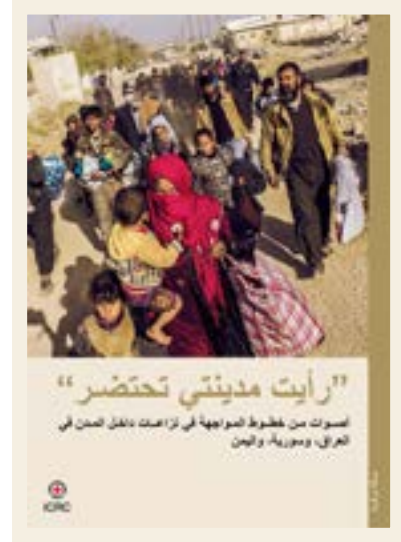 ”رأيت مدينتي تحتضر“
أصوات من خطوط المواجهة في نزاعات داخل المدن في
العراق، وسورية، واليمن
ICRC